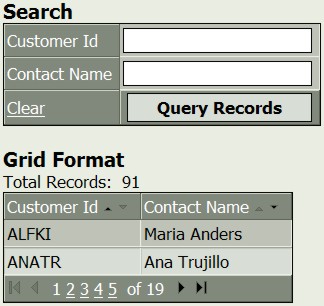 Search
Customer Id
Contact Name
Clear Query Records
Grid Format
Total Records: 91
Customer Id Contact Name
ALFKI Maria Anders
ANATR Ana Trujillo
1 2 3 4 5 of 19